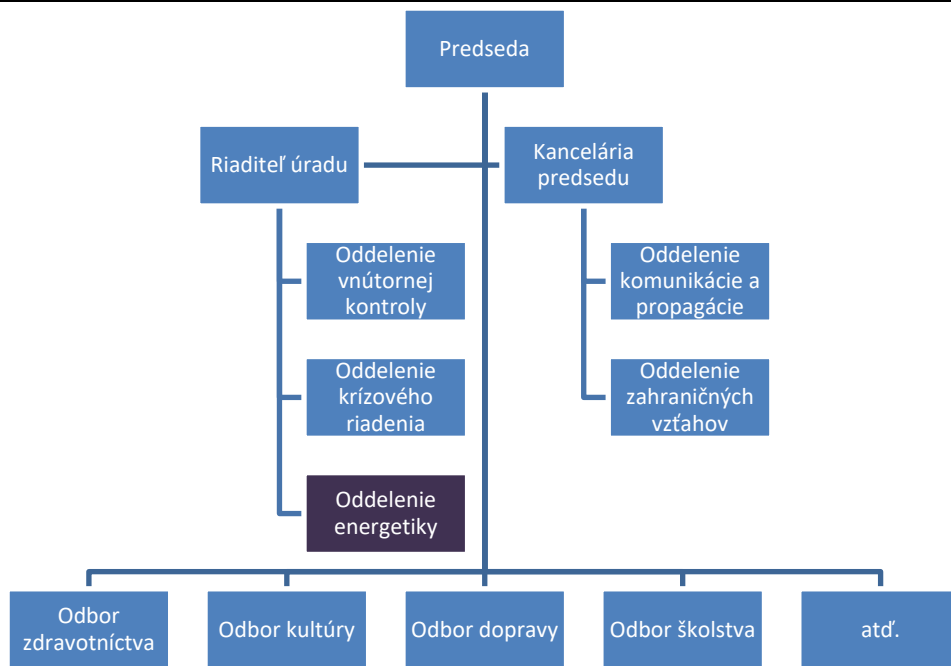 Predseda
Riaditeľ úradu
Kancelária
predsedu
Oddelenie
vnútornej
kontroly
Oddelenie
komunikácie a
propagácie
Oddelenie
krízového
riadenia
Oddelenie
zahraničných
vzťahov
Oddelenie
energetiky
Odbor
zdravotníctva
Odbor kultúry
Odbor dopravy
Odbor školstva
atď.